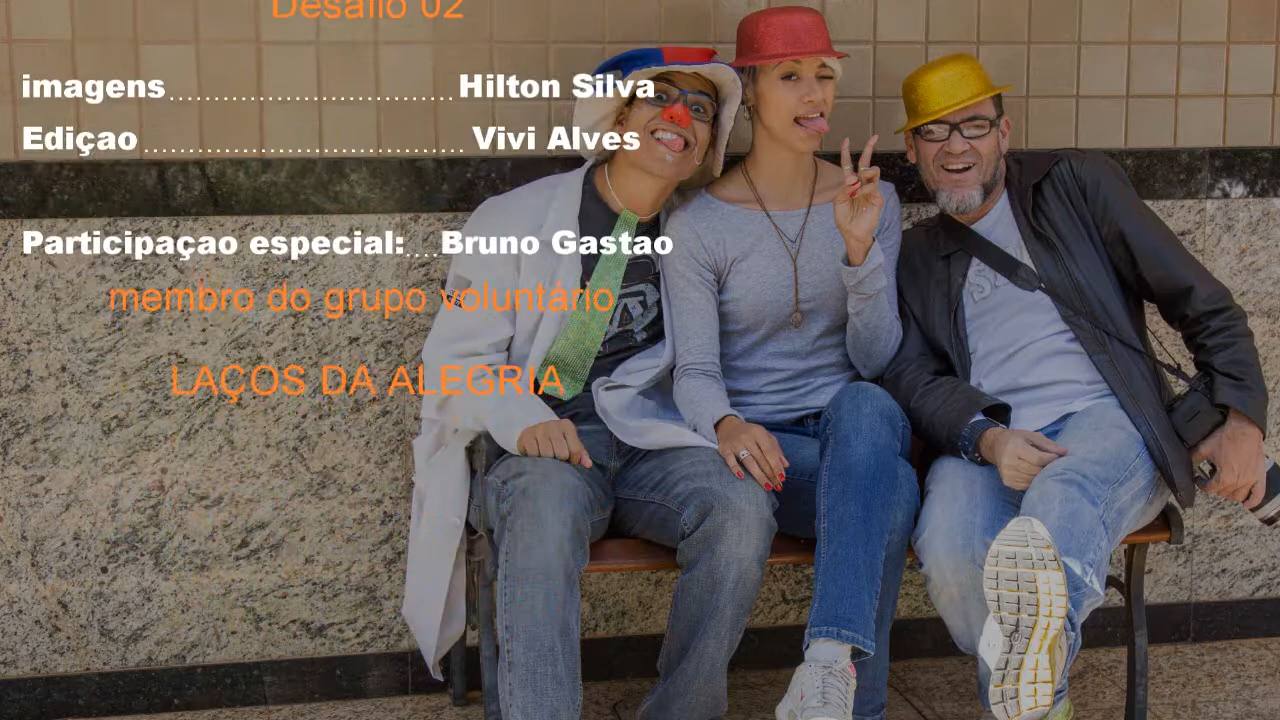 Desafio 02
imagens................................Hilton Silva
Ediçao.................................Vivi Alves
Participaçao especial:....Bruno Gastao
membro do grupo voluntário
LAÇOS DA ALEGRIA